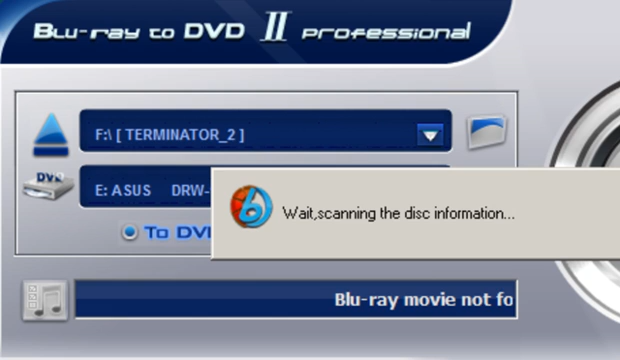 Blu-ray to DVD II professional
F:\ [ TERMINATOR_2 ]
DVD
E: ASUS DRW-
Wait,scanning the disc information...
To DV
Blu-ray movie not fo